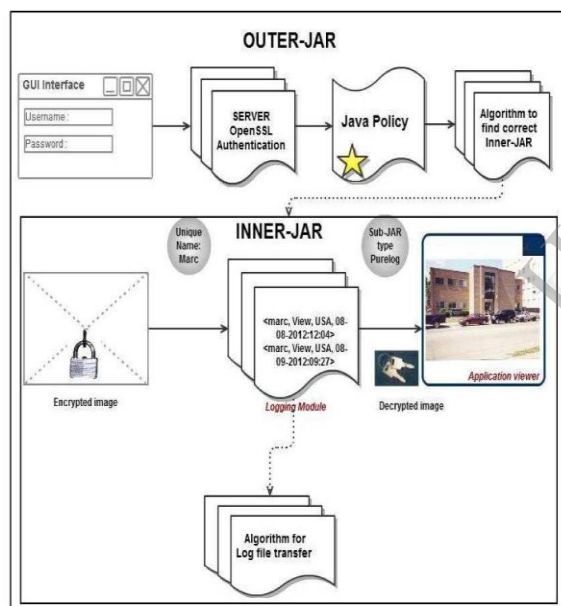 OUTER-JAR
GUI Interface
Username:
Password:
SERVER
OpenSSL
Authentication
Java Policy
Algorithm to
find correct
Inner-JAR
INNER-JAR
Unique
Name:
Marc
Sub-JAR
type
Purelog
<marc, View, USA, 08-
08-2012:12:04>
<marc, View, USA, 08-
09-2012:09:27>
Encrypted image
Logging Module
Decrypted image
Application viewer
Algorithm for
Log file transfer